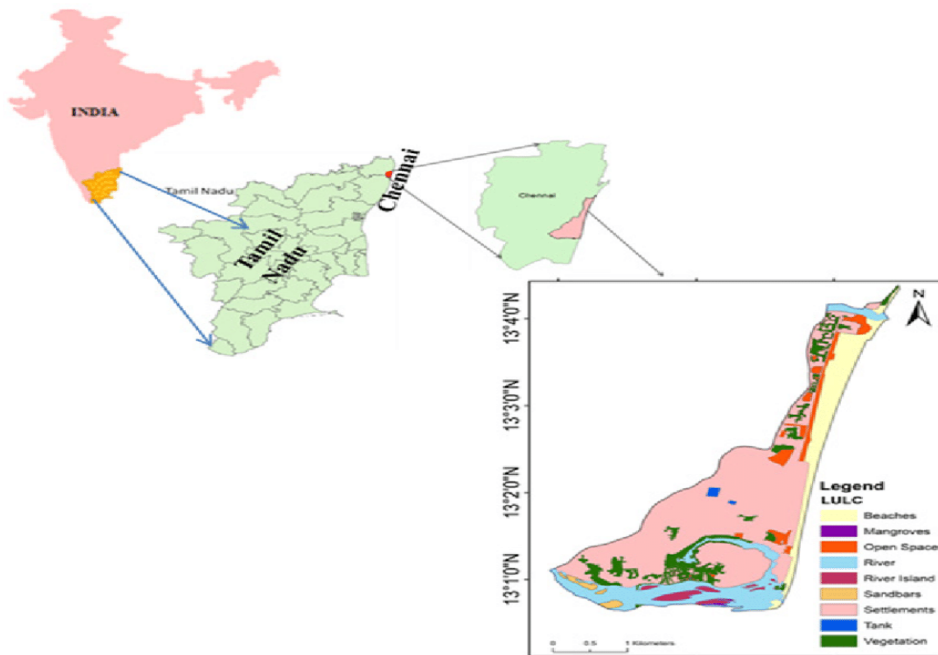 INDIA
Tamil Nadu
Chennai
Tamil
Nadu
Chennai
N
13°4'0"N
13°3'0"N
13°2'0"N
13°1'0"N
Legend
LULC
Beaches
Mangroves
Open Space
River
River Island
Sandbars
Settlements
Tank
Vegetation
0 0.5 1 Kilometers